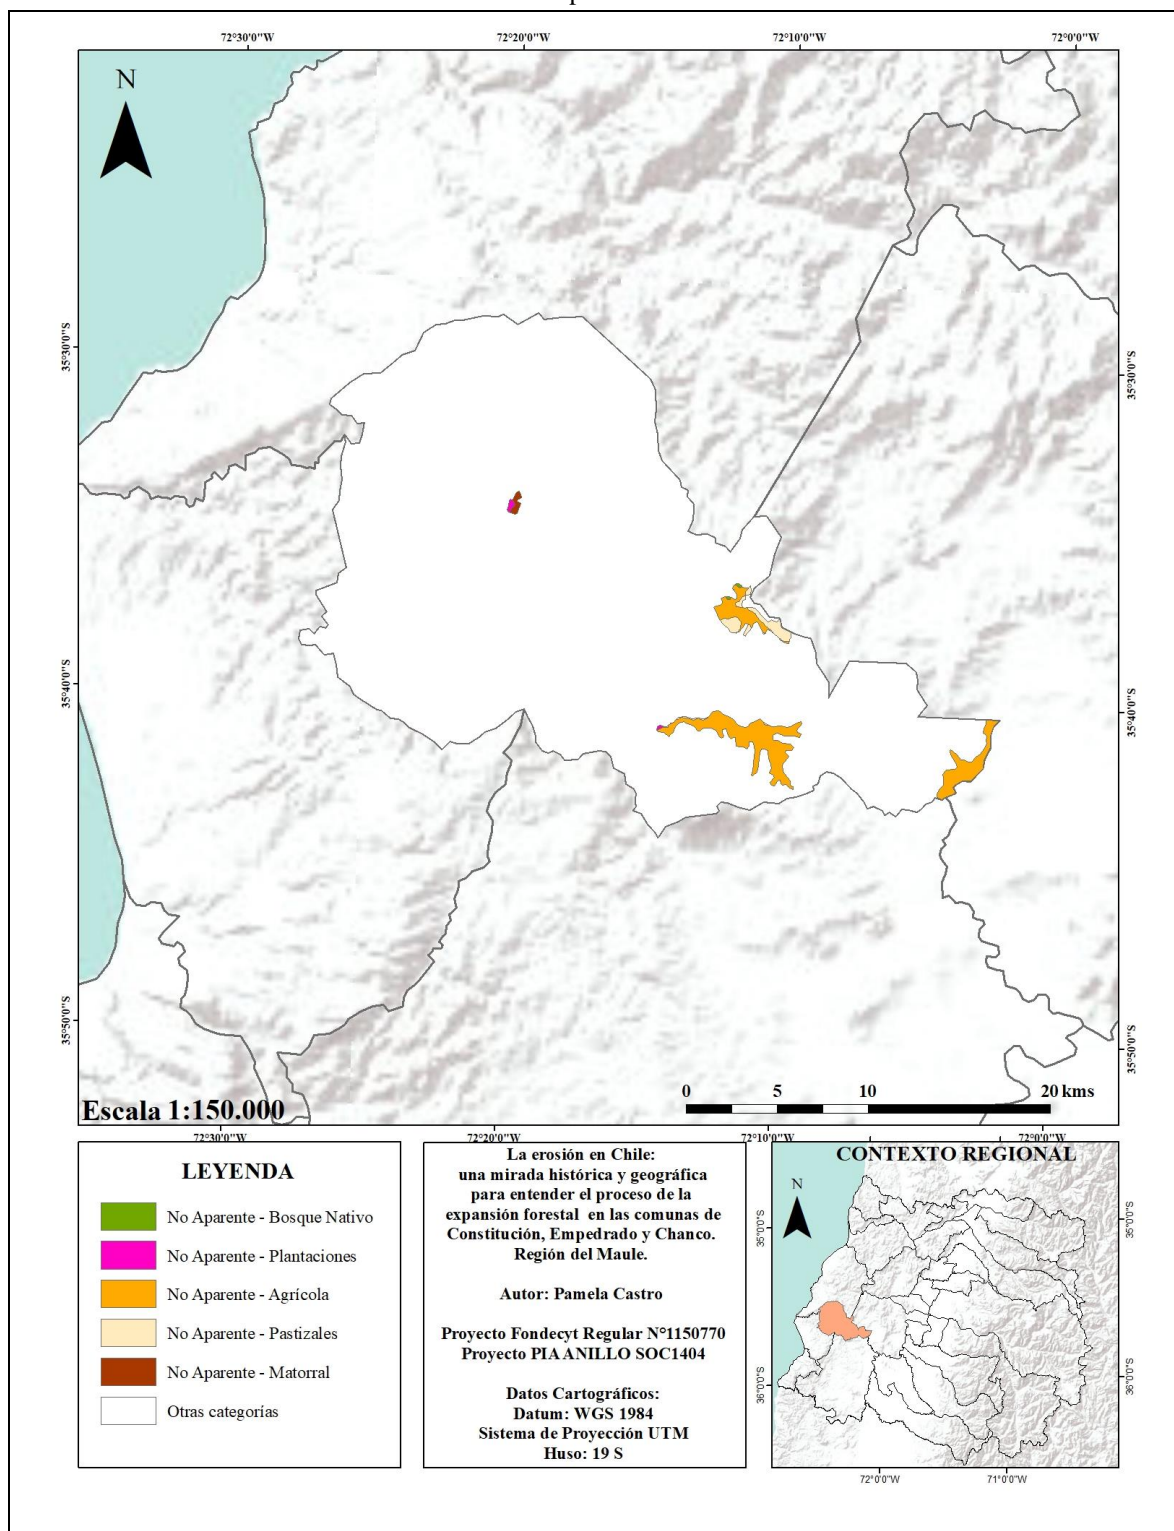 72°30'0"W 72°20'0"W 72°10'0"W 72°0'0"W
N
35°30'0"S 35°30'0"S
35°40'0"S 35°40'0"S
35°50'0"S 35°50'0"S
0 5 10 20 kms
Escala 1:150.000
72°30'0"W 72°20'0"W 72°10'0"W 72°0'0"W
LEYENDA
No Aparente - Bosque Nativo
No Aparente - Plantaciones
No Aparente - Agrícola
No Aparente - Pastizales
No Aparente - Matorral
Otras categorías
La erosión en Chile:
una mirada histórica y geográfica
para entender el proceso de la
expansión forestal en las comunas de
Constitución, Empedrado y Chanco.
Región del Maule.
Autor: Pamela Castro
Proyecto Fondecyt Regular N°1150770
Proyecto PIA ANILLO SOC1404
Datos Cartográficos:
Datum: WGS 1984
Sistema de Proyección UTM
Huso: 19 S
CONTEXTO REGIONAL
N
35°0'0"S 35°0'0"S
36°0'0"S 36°0'0"S
72°0'0"W 71°0'0"W